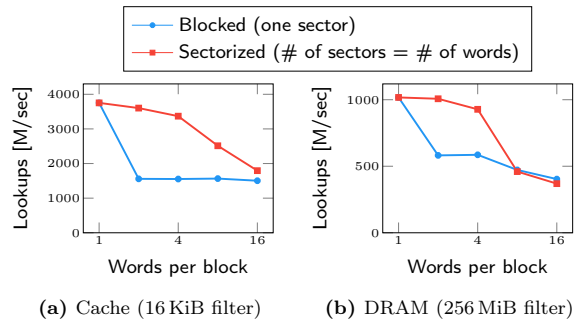 Blocked (one sector)
Sectorized (# of sectors = # of words)
Lookups [M/sec]
4000
3000
2000
1000
0
1
4
16
Words per block
(a) Cache (16 KiB filter)
Lookups [M/sec]
1000
500
0
1
4
16
Words per block
(b) DRAM (256 MiB filter)